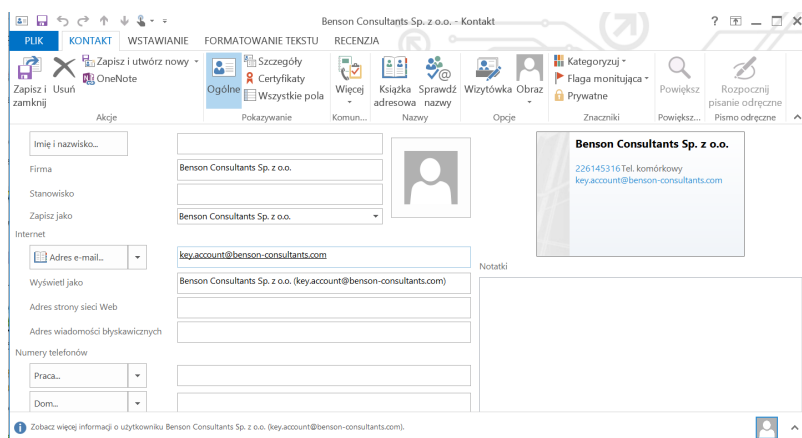 Benson Consultants Sp. z o.o. - Kontakt
PLIK KONTAKT WSTAWIANIE FORMATOWANIE TEKSTU RECENZJA
Zapisz i zamknij
Usuń
Zapisz i utwórz nowy
OneNote
Akcje
Ogólne
Szczegóły
Certyfikaty
Wszystkie pola
Pokazywanie
Więcej
Komun...
Książka adresowa
Sprawdź nazwy
Nazwy
Wizytówka
Obraz
Opcje
Kategoryzuj
Flaga monitująca
Prywatne
Znaczniki
Powiększ
Powiększ...
Rozpocznij pisanie odręczne
Pismo odręczne
Imię i nazwisko...
Firma Benson Consultants Sp. z o.o.
Stanowisko
Zapisz jako Benson Consultants Sp. z o.o.
Internet
Adres e-mail... key.account@benson-consultants.com
Wyświetl jako Benson Consultants Sp. z o.o. (key.account@benson-consultants.com)
Adres strony sieci Web
Adres wiadomości błyskawicznych
Numery telefonów
Praca...
Dom...
Benson Consultants Sp. z o.o.
226145316 Tel. komórkowy
key.account@benson-consultants.com
Notatki
Zobacz więcej informacji o użytkowniku Benson Consultants Sp. z o.o. (key.account@benson-consultants.com).